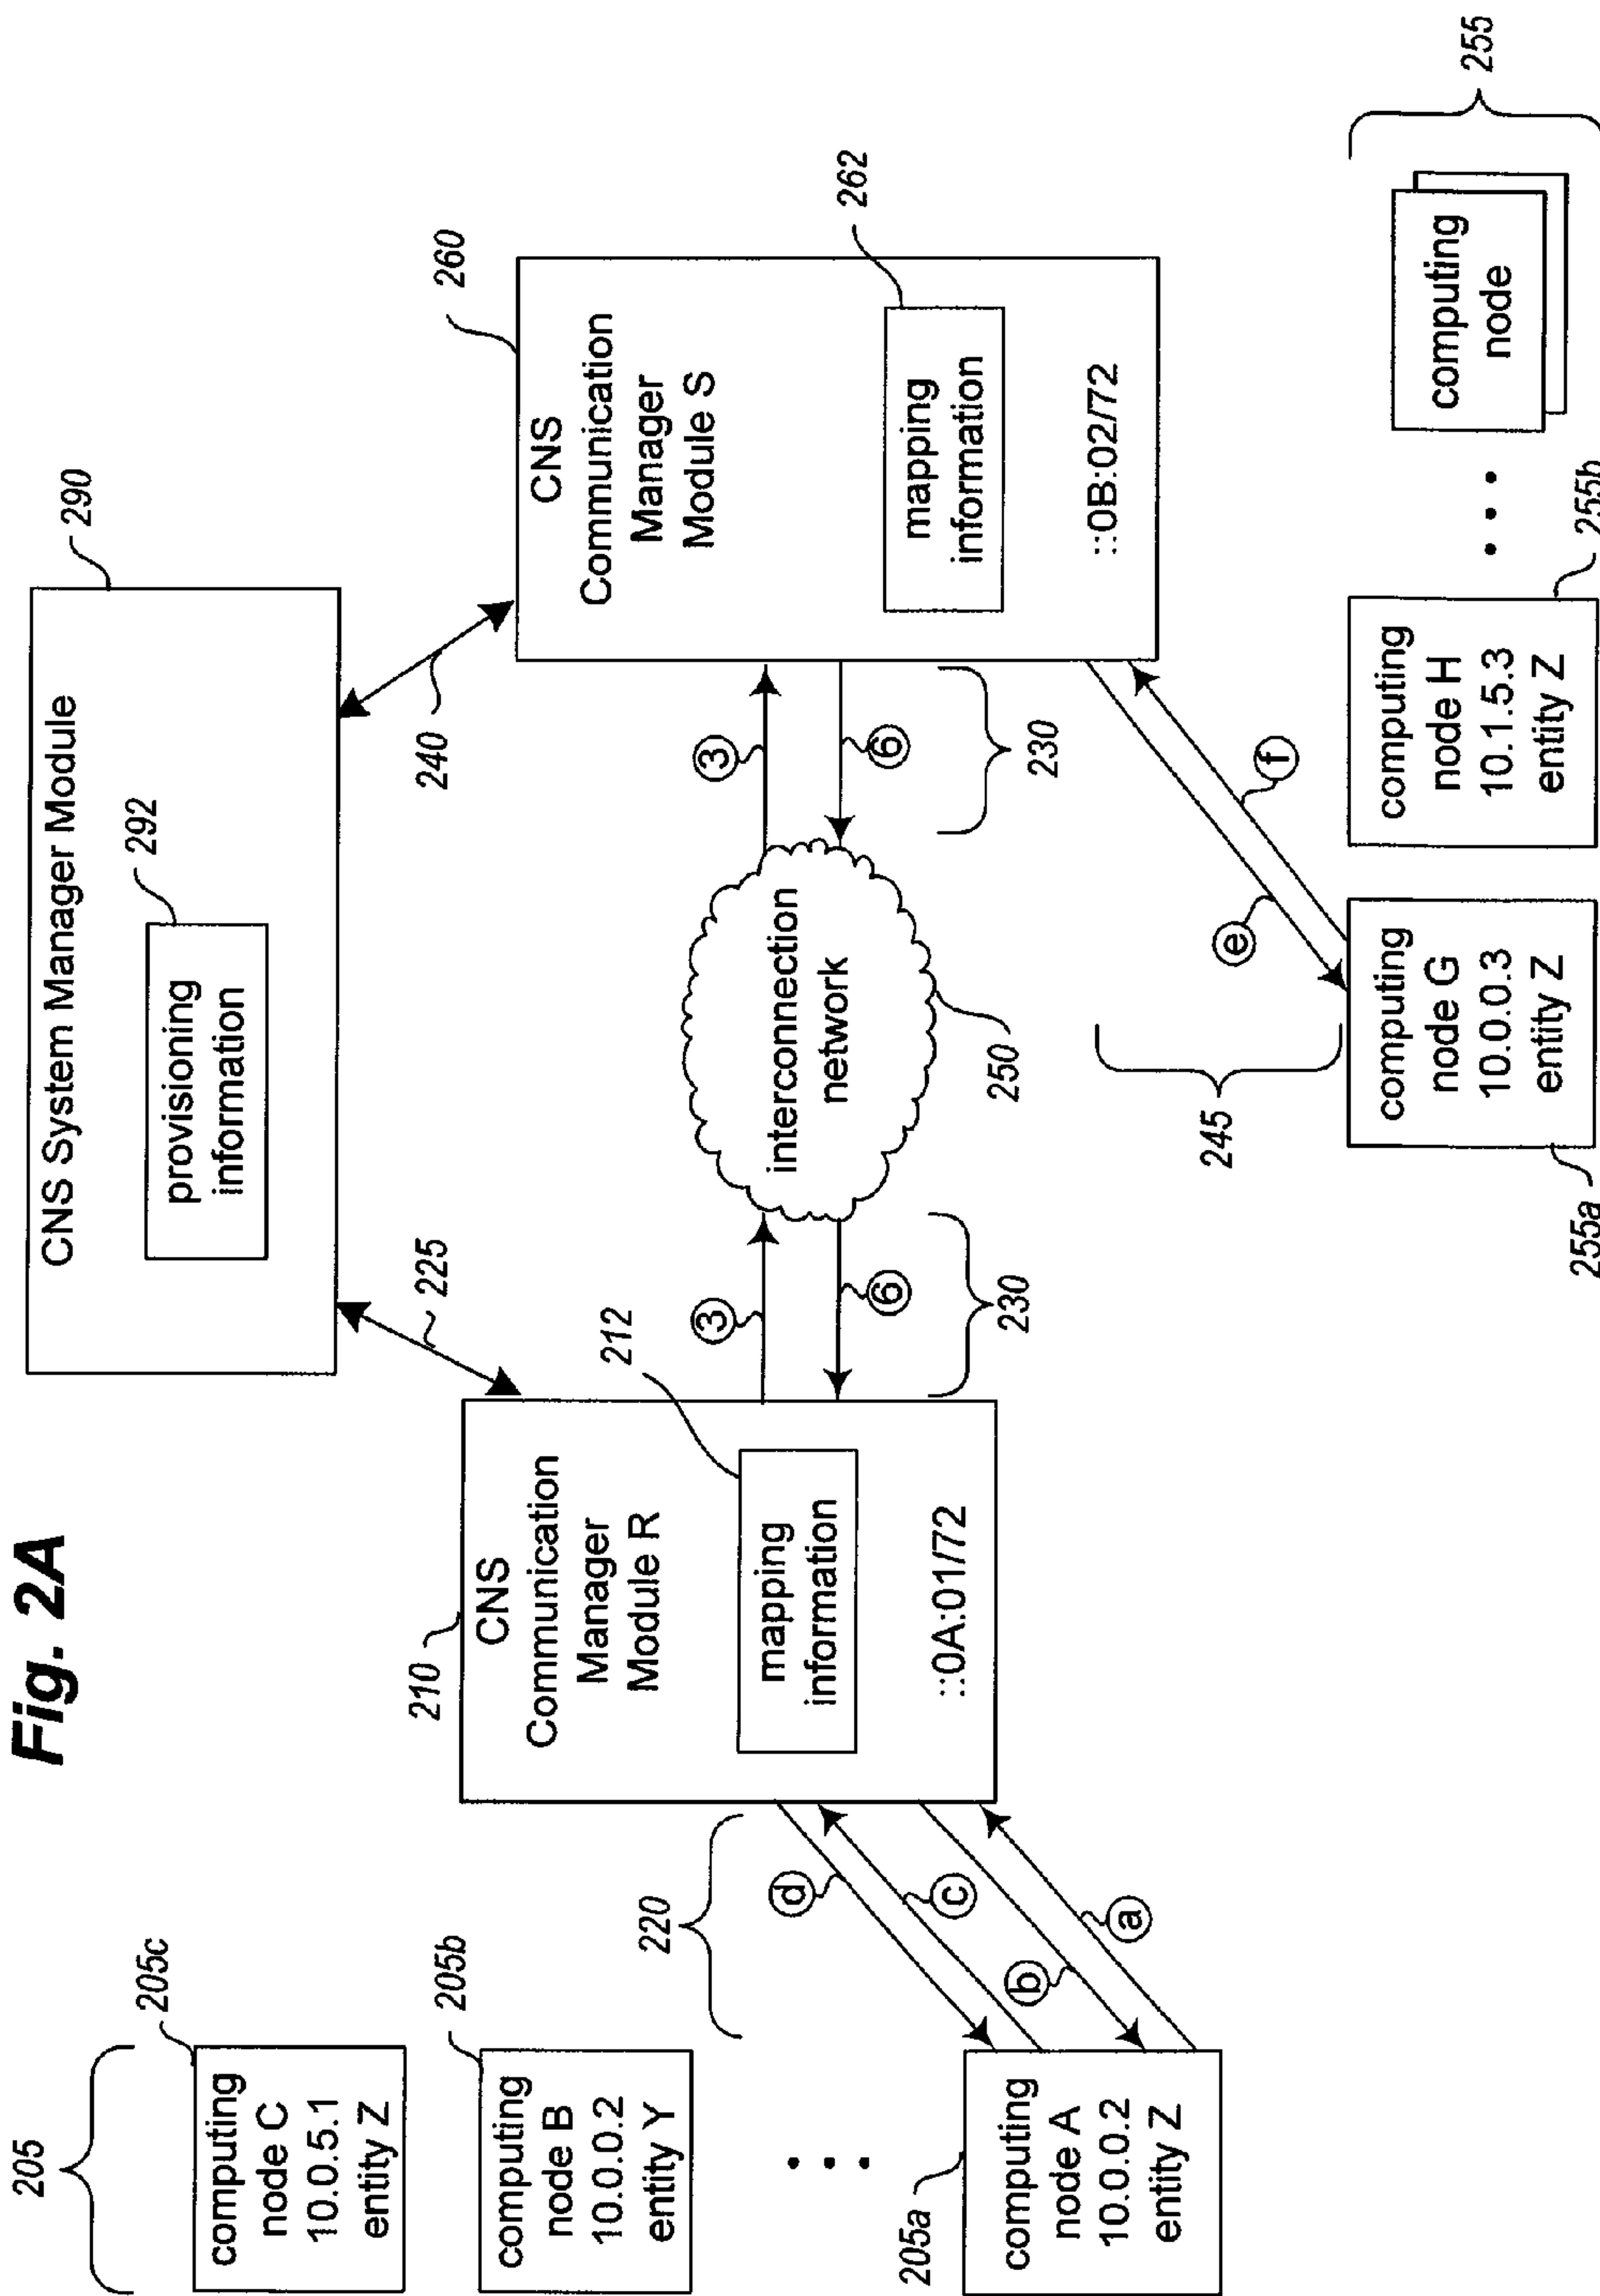 Fig. 2A
205
205c
computing
node C
10.0.5.1
entity Z
205b
computing
node B
10.0.0.2
entity Y
205a
computing
node A
10.0.0.2
entity Z
220
d
c
b
a
210
CNS
Communication
Manager
Module R
212
mapping
information
::0A:01/72
225
CNS System Manager Module
290
292
provisioning
information
240
3
6
230
interconnection
network
250
3
6
230
260
CNS
Communication
Manager
Module S
262
mapping
information
::0B:02/72
245
e
f
computing
node G
10.0.0.3
entity Z
255a
computing
node H
10.1.5.3
entity Z
255b
computing
node
255